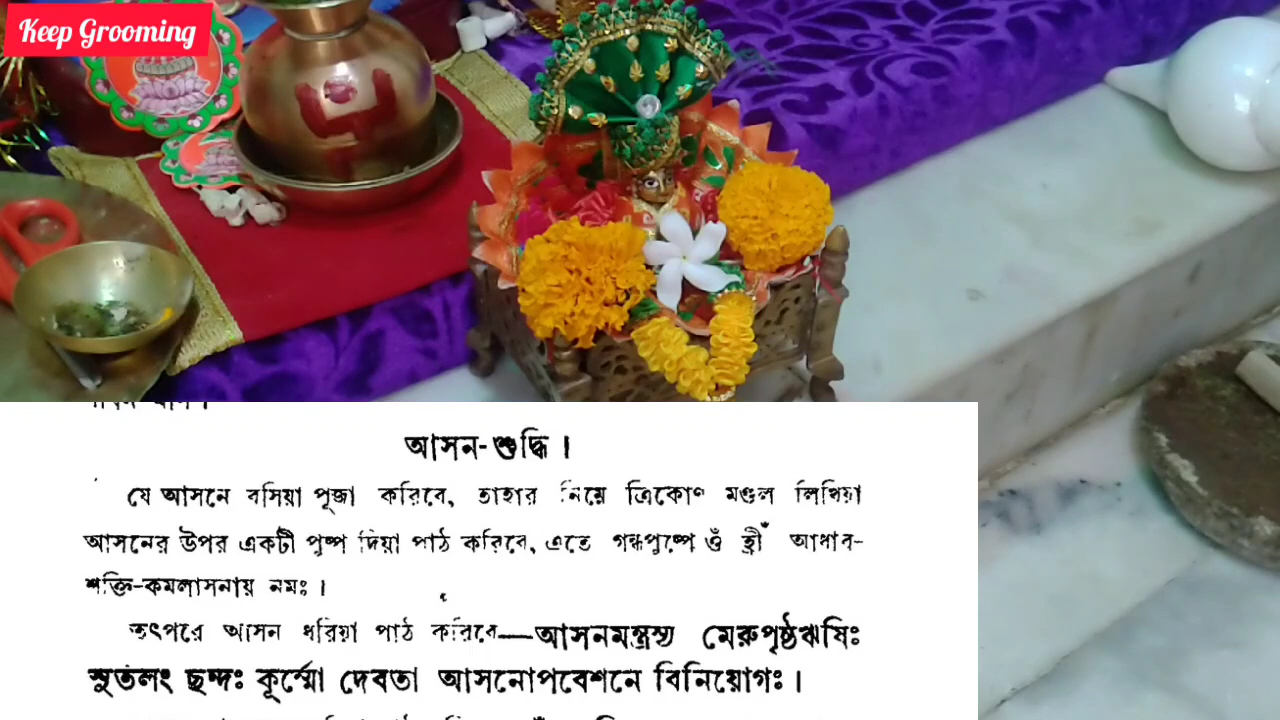 Keep Grooming
আসন-শুদ্ধি ।
যে আসনে বসিয়া পূজা করিবে, তাহার নিম্নে ত্রিকোণ মণ্ডল লিখিয়া
আসনের উপর একটী পুষ্প দিয়া পাঠ করিবে, এতে গন্ধপুষ্পে ওঁ হ্রীঁ আধার-
শক্তি-কমলাসনায় নমঃ ।
তৎপরে আসন ধরিয়া পাঠ করিবে—আসনমন্ত্রস্য মেরুপৃষ্ঠঋষিঃ
সুতলং ছন্দঃ কূর্ম্মো দেবতা আসনোপবেশনে বিনিয়োগঃ ।